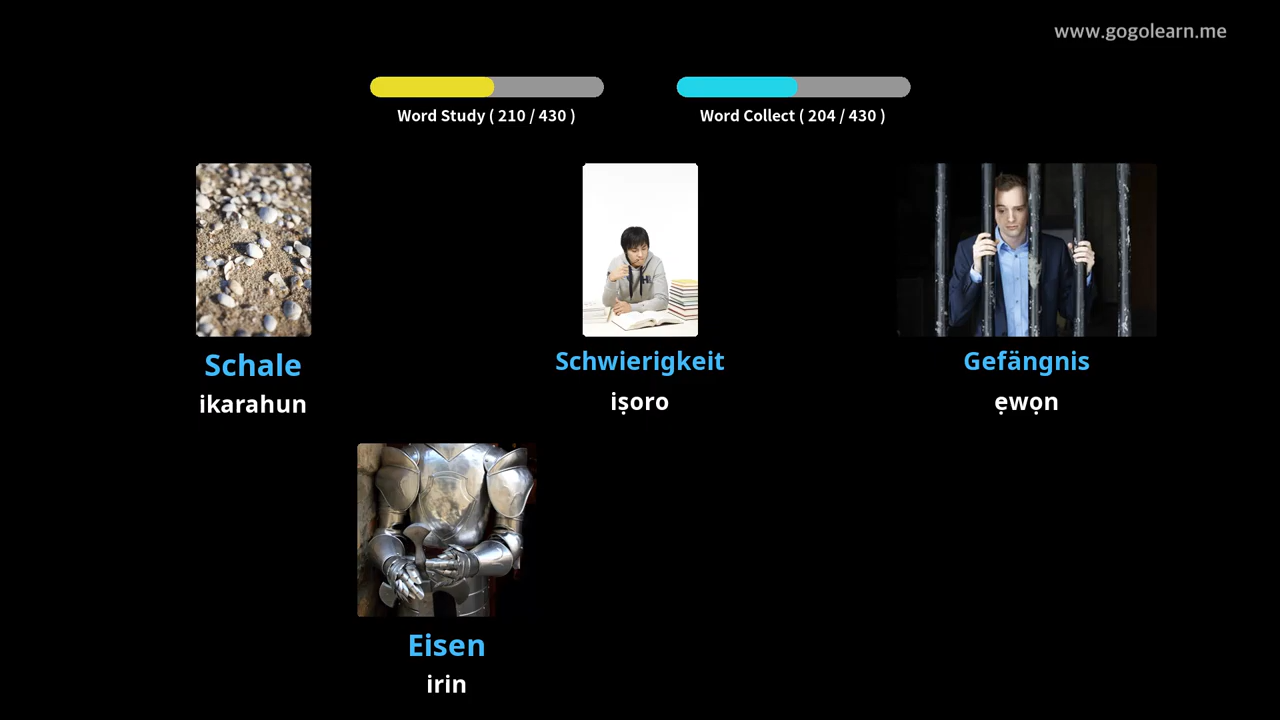 www.gogolearn.me
Word Study ( 210 / 430 )
Word Collect ( 204 / 430 )
Schale
ikarahun
Schwierigkeit
iṣoro
Gefängnis
ẹwọn
Eisen
irin